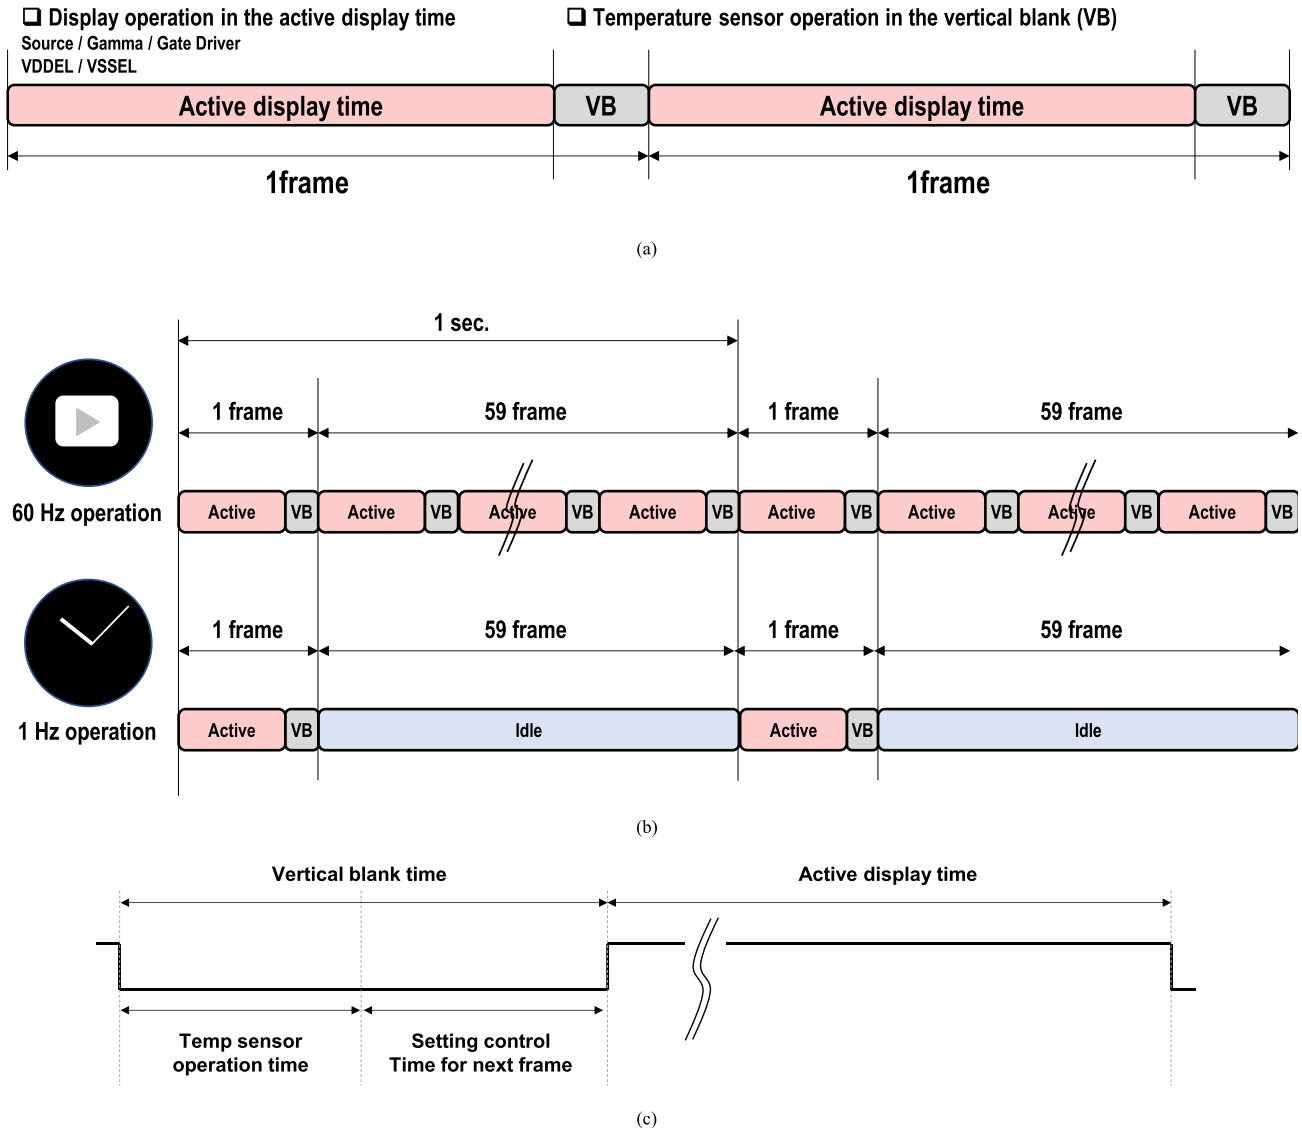 ❑ Display operation in the active display time
❑ Temperature sensor operation in the vertical blank (VB)
Source / Gamma / Gate Driver
VDDEL / VSSEL
Active display time VB Active display time VB
1frame 1frame
(a)
1 sec.
1 frame 59 frame 1 frame 59 frame
60 Hz operation
Active VB Active VB Active VB Active VB Active VB Active VB Active VB Active VB
1 frame 59 frame 1 frame 59 frame
1 Hz operation
Active VB Idle Active VB Idle
(b)
Vertical blank time Active display time
Temp sensor
operation time
Setting control
Time for next frame
(c)